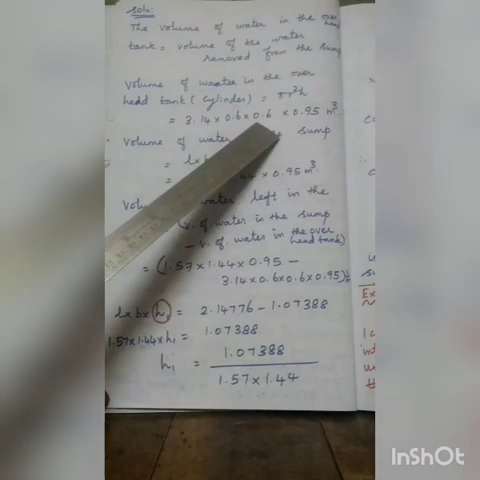 Soln:
The volume of water in the over head
tank = volume of the water
removed from the sump
Volume of water in the over
head tank (cylinder) = πr²h
= 3.14 × 0.6 × 0.6 × 0.95 m³
Volume of water sump
= l×b
= 44 × 0.95 m³
Volu water left in the
(v. of water in the sump
– v. of water in the over head tank)
= (1.57 × 1.44 × 0.95 –
3.14 × 0.6 × 0.6 × 0.95)
l×b×h₁ = 2.14776 – 1.07388
1.57 × 1.44 × h₁ = 1.07388
h₁ = 1.07388
1.57 × 1.44
Ex
InShOt